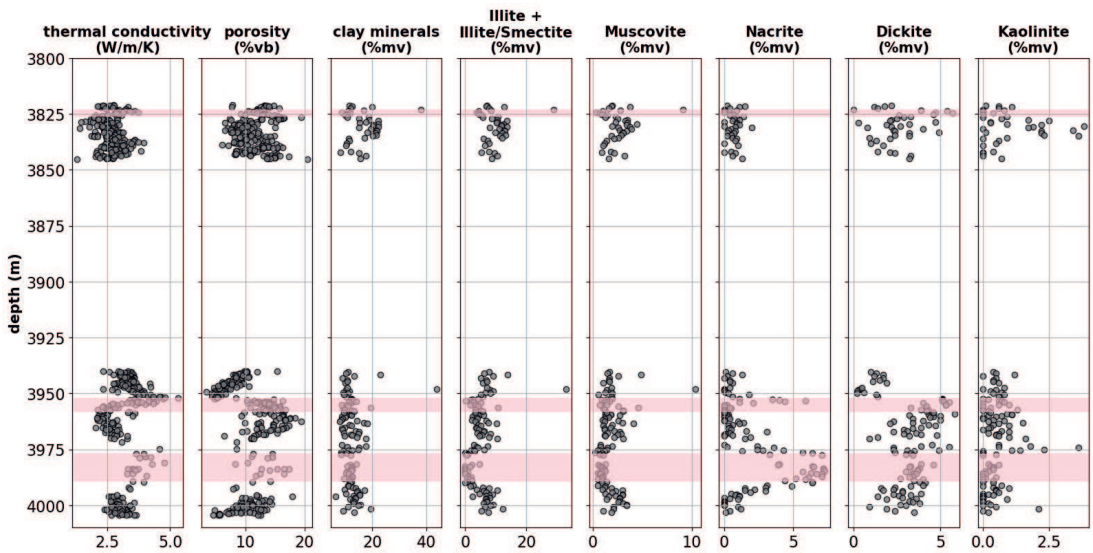 Illite +
thermal conductivity porosity clay minerals Illite/Smectite Muscovite Nacrite Dickite Kaolinite
(W/m/K) (%vb) (%mv) (%mv) (%mv) (%mv) (%mv) (%mv)
3800
3825
3850
3875
3900
3925
3950
3975
4000
depth (m)
2.5 5.0 10 20 20 40 0 20 0 10 0 5 0 5 0.0 2.5